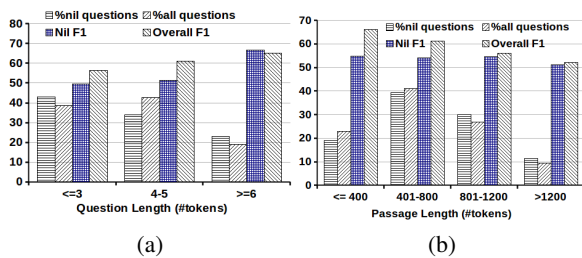 %nil questions %all questions
Nil F1 Overall F1
80
70
60
50
40
30
20
10
0
<=3 4-5 >=6
Question Length (#tokens)
(a)
%nil questions %all questions
Nil F1 Overall F1
70
60
50
40
30
20
10
0
<= 400 401-800 801-1200 >1200
Passage Length (#tokens)
(b)